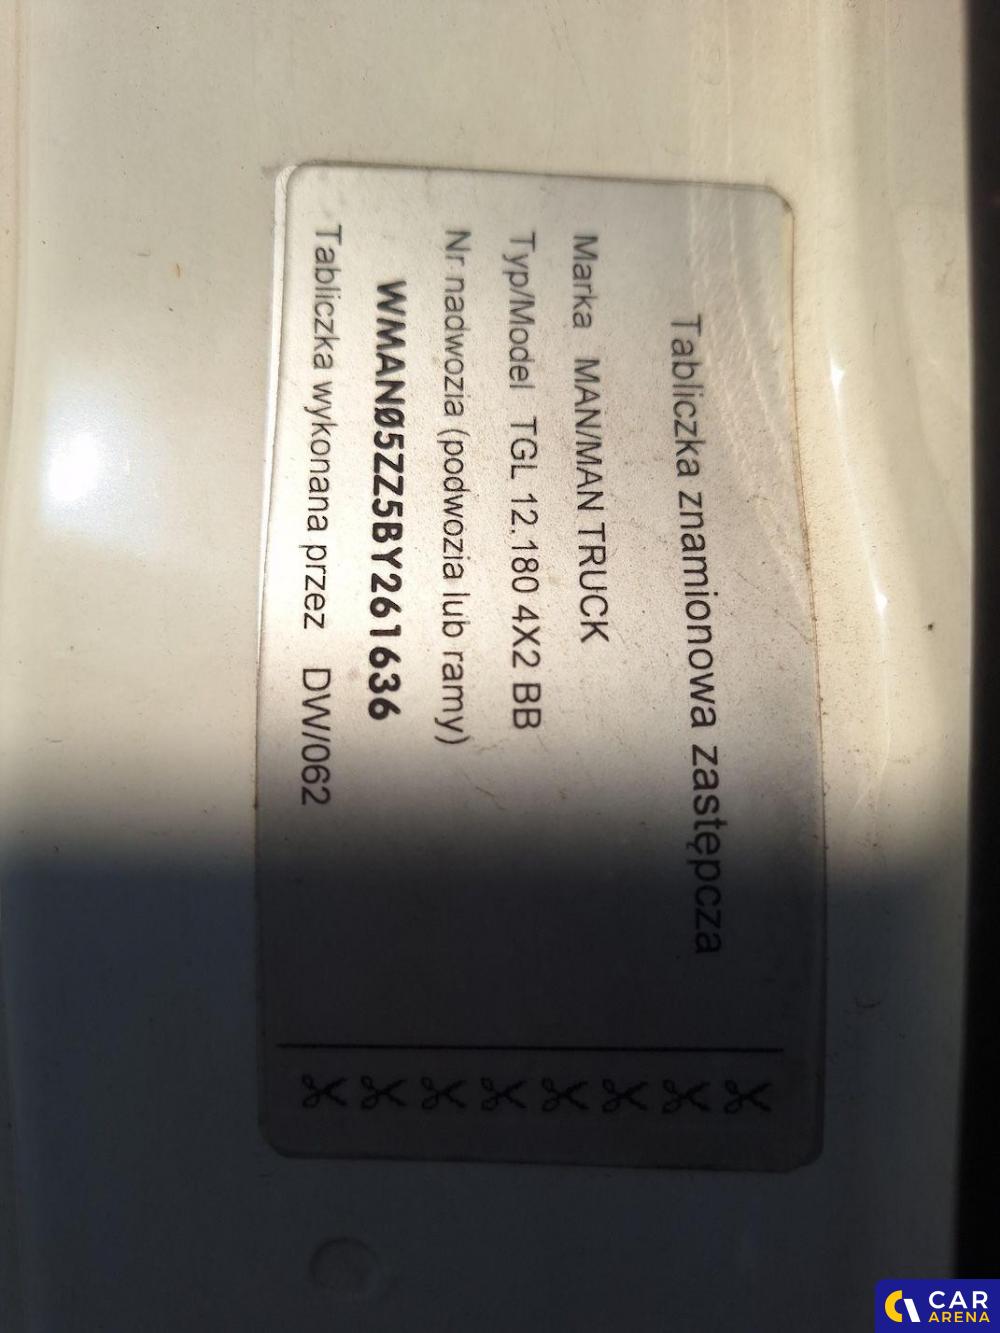 Tabliczka znamionowa zastępcza
Marka MAN/MAN TRUCK
Typ/Model TGL 12.180 4X2 BB
Nr nadwozia (podwozia lub ramy)
WMAN05ZZ5BY261636
Tabliczka wykonana przez DW/062
CAR
ARENA